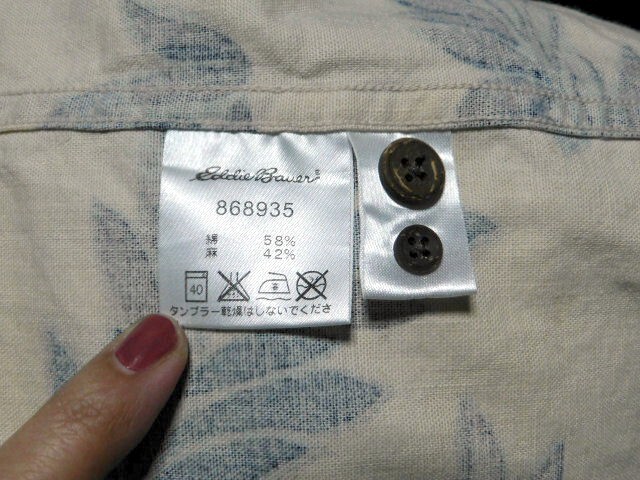 Eddie Bauer®
868935
綿 58%
麻 42%
40
タンブラー乾燥はしないでくださ